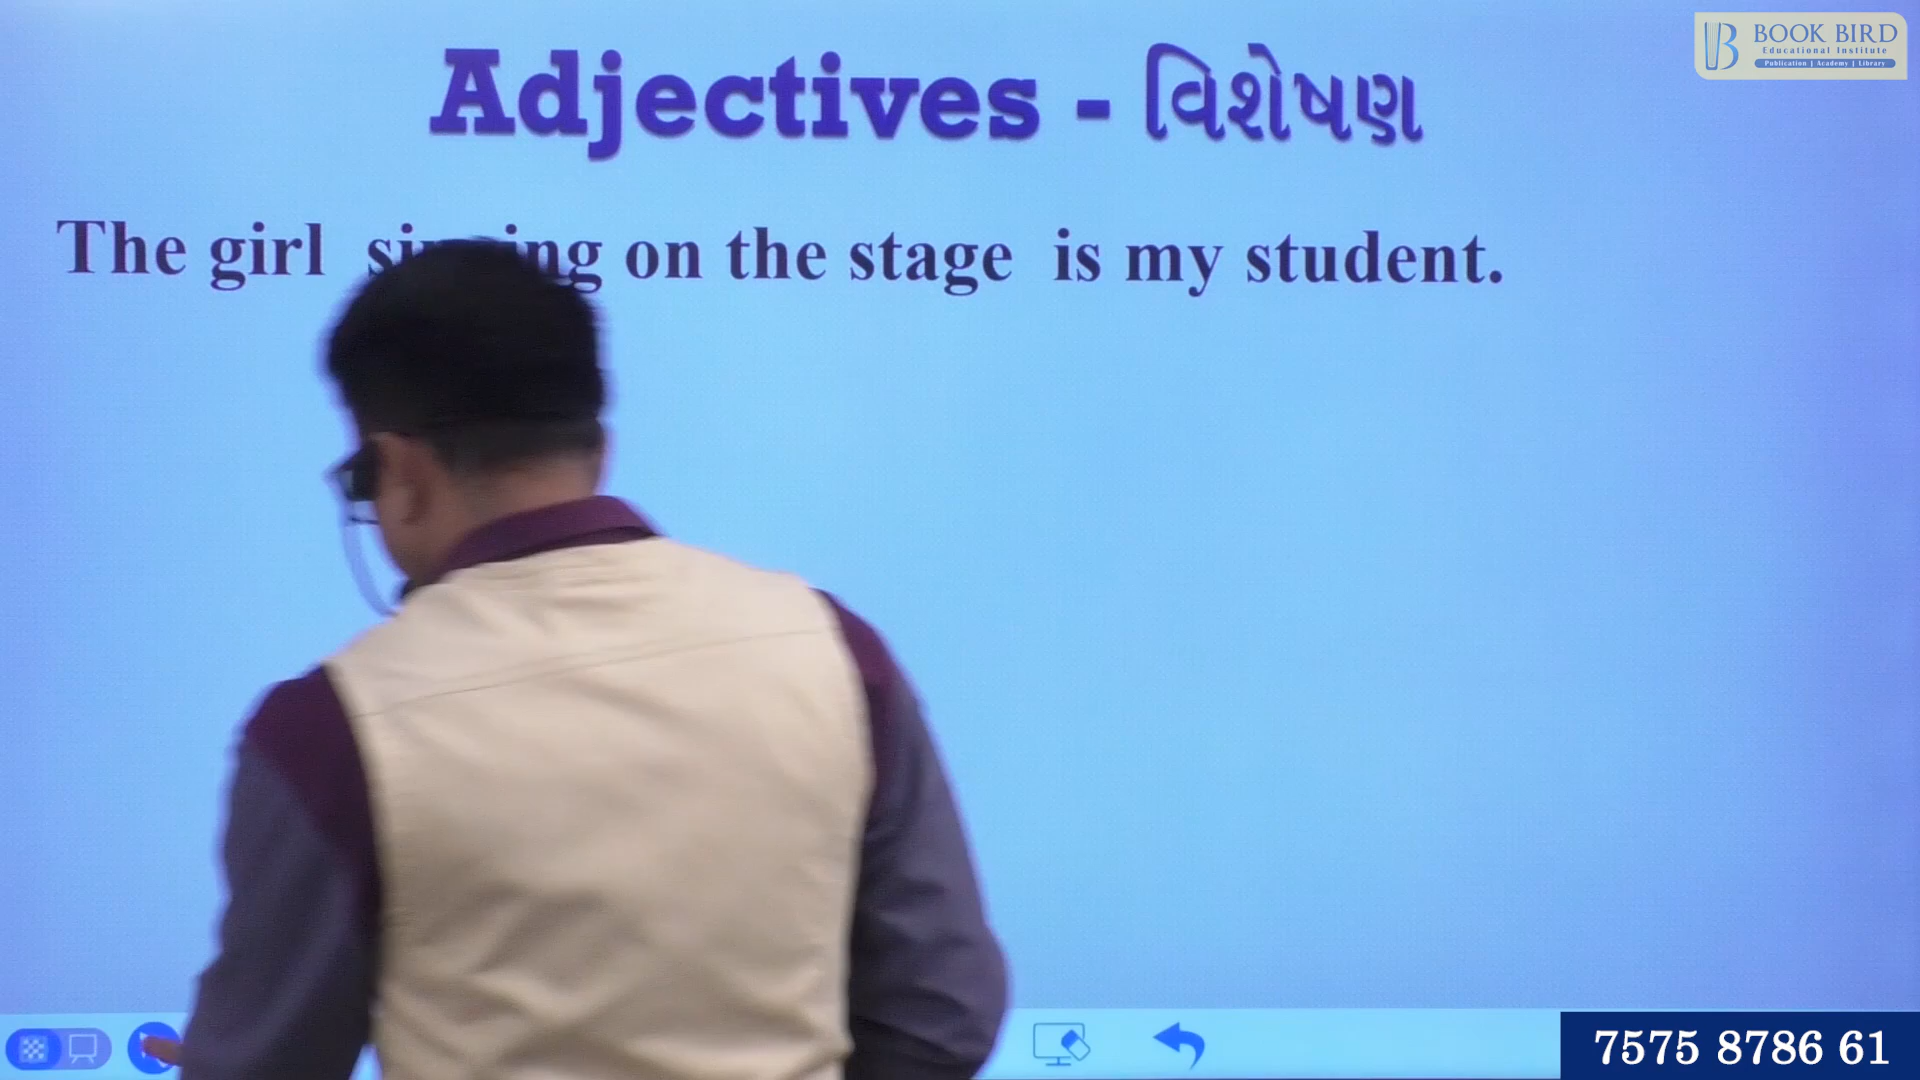 BOOK BIRD
Educational Institute
Publication | Academy | Library
Adjectives - વિશેષણ
The girl singing on the stage is my student.
7575 8786 61